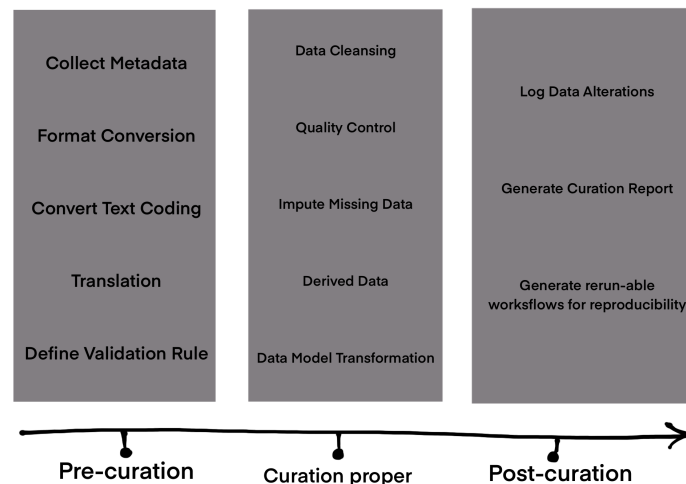 Collect Metadata
Format Conversion
Convert Text Coding
Translation
Define Validation Rule
Data Cleansing
Quality Control
Impute Missing Data
Derived Data
Data Model Transformation
Log Data Alterations
Generate Curation Report
Generate rerun-able
worksflows for reproducibility
Pre-curation
Curation proper
Post-curation